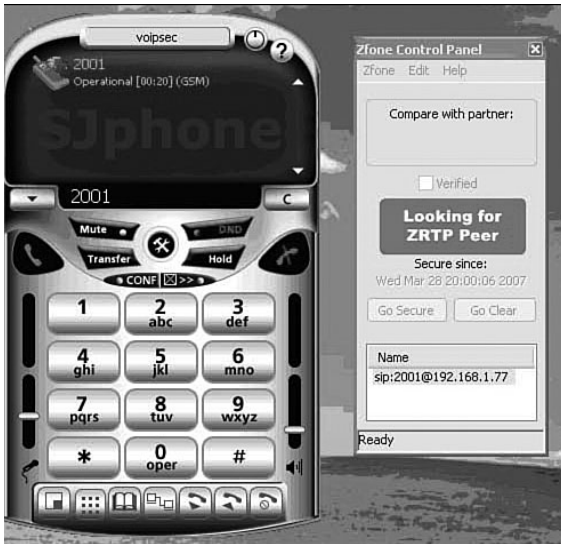 voipsec
?
2001
Operational [00:20] (GSM)
SJphone
2001
C
Mute
DND
Transfer
Hold
CONF >>
1
2
abc
3
def
4
ghi
5
jkl
6
mno
7
pqrs
8
tuv
9
wxyz
*
0
oper
#
Zfone Control Panel
Zfone Edit Help
Compare with partner:
Verified
Looking for
ZRTP Peer
Secure since:
Wed Mar 28 20:00:06 2007
Go Secure Go Clear
Name
sip:2001@192.168.1.77
Ready